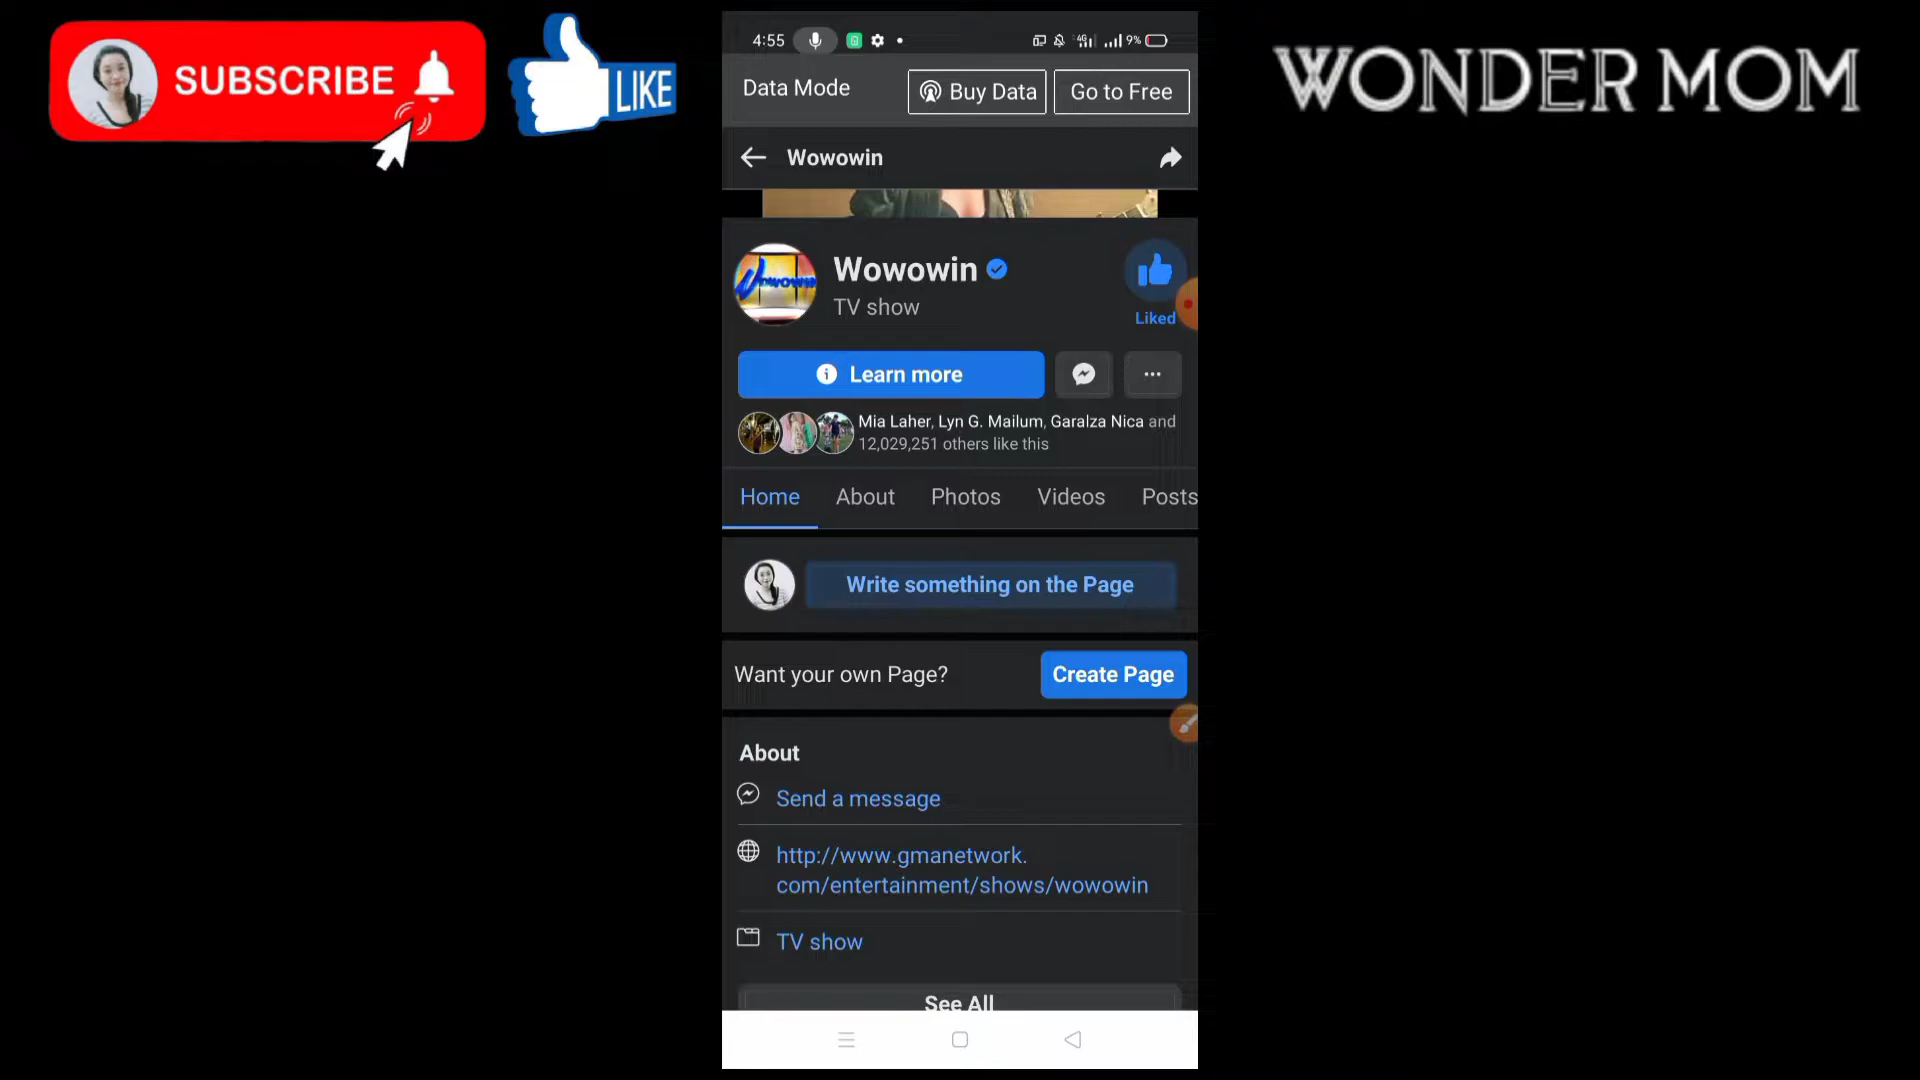 SUBSCRIBE
LIKE
WONDER MOM
4:55
4G
9%
Data Mode
Buy Data
Go to Free
Wowowin
Wowowin
Wowowin
TV show
Liked
Learn more
Mia Laher, Lyn G. Mailum, Garalza Nica and
12,029,251 others like this
Home About Photos Videos Posts
Write something on the Page
Want your own Page?
Create Page
About
Send a message
http://www.gmanetwork.
com/entertainment/shows/wowowin
TV show
See All